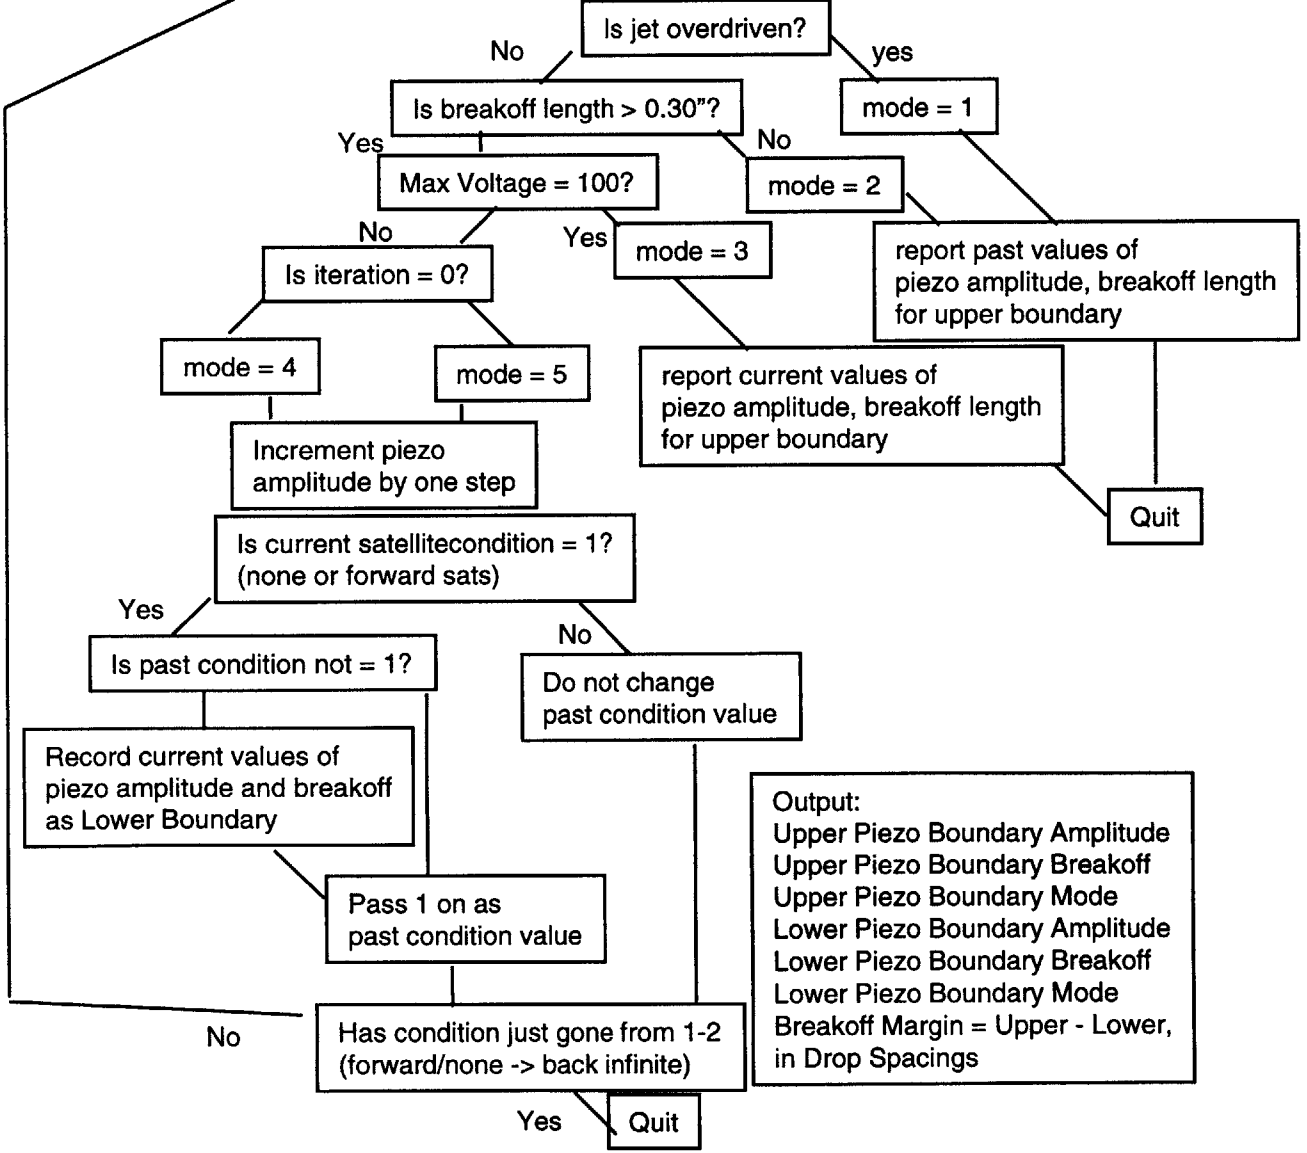 Is jet overdriven?
No
yes
Is breakoff length > 0.30”?
mode = 1
Yes
No
Max Voltage = 100?
mode = 2
No
Yes
mode = 3
report past values of
piezo amplitude, breakoff length
for upper boundary
Is iteration = 0?
mode = 4
mode = 5
report current values of
piezo amplitude, breakoff length
for upper boundary
Increment piezo
amplitude by one step
Quit
Is current satellitecondition = 1?
(none or forward sats)
Yes
No
Is past condition not = 1?
Do not change
past condition value
Record current values of
piezo amplitude and breakoff
as Lower Boundary
Pass 1 on as
past condition value
Output:
Upper Piezo Boundary Amplitude
Upper Piezo Boundary Breakoff
Upper Piezo Boundary Mode
Lower Piezo Boundary Amplitude
Lower Piezo Boundary Breakoff
Lower Piezo Boundary Mode
Breakoff Margin = Upper - Lower,
in Drop Spacings
No
Has condition just gone from 1-2
(forward/none -> back infinite)
Yes
Quit